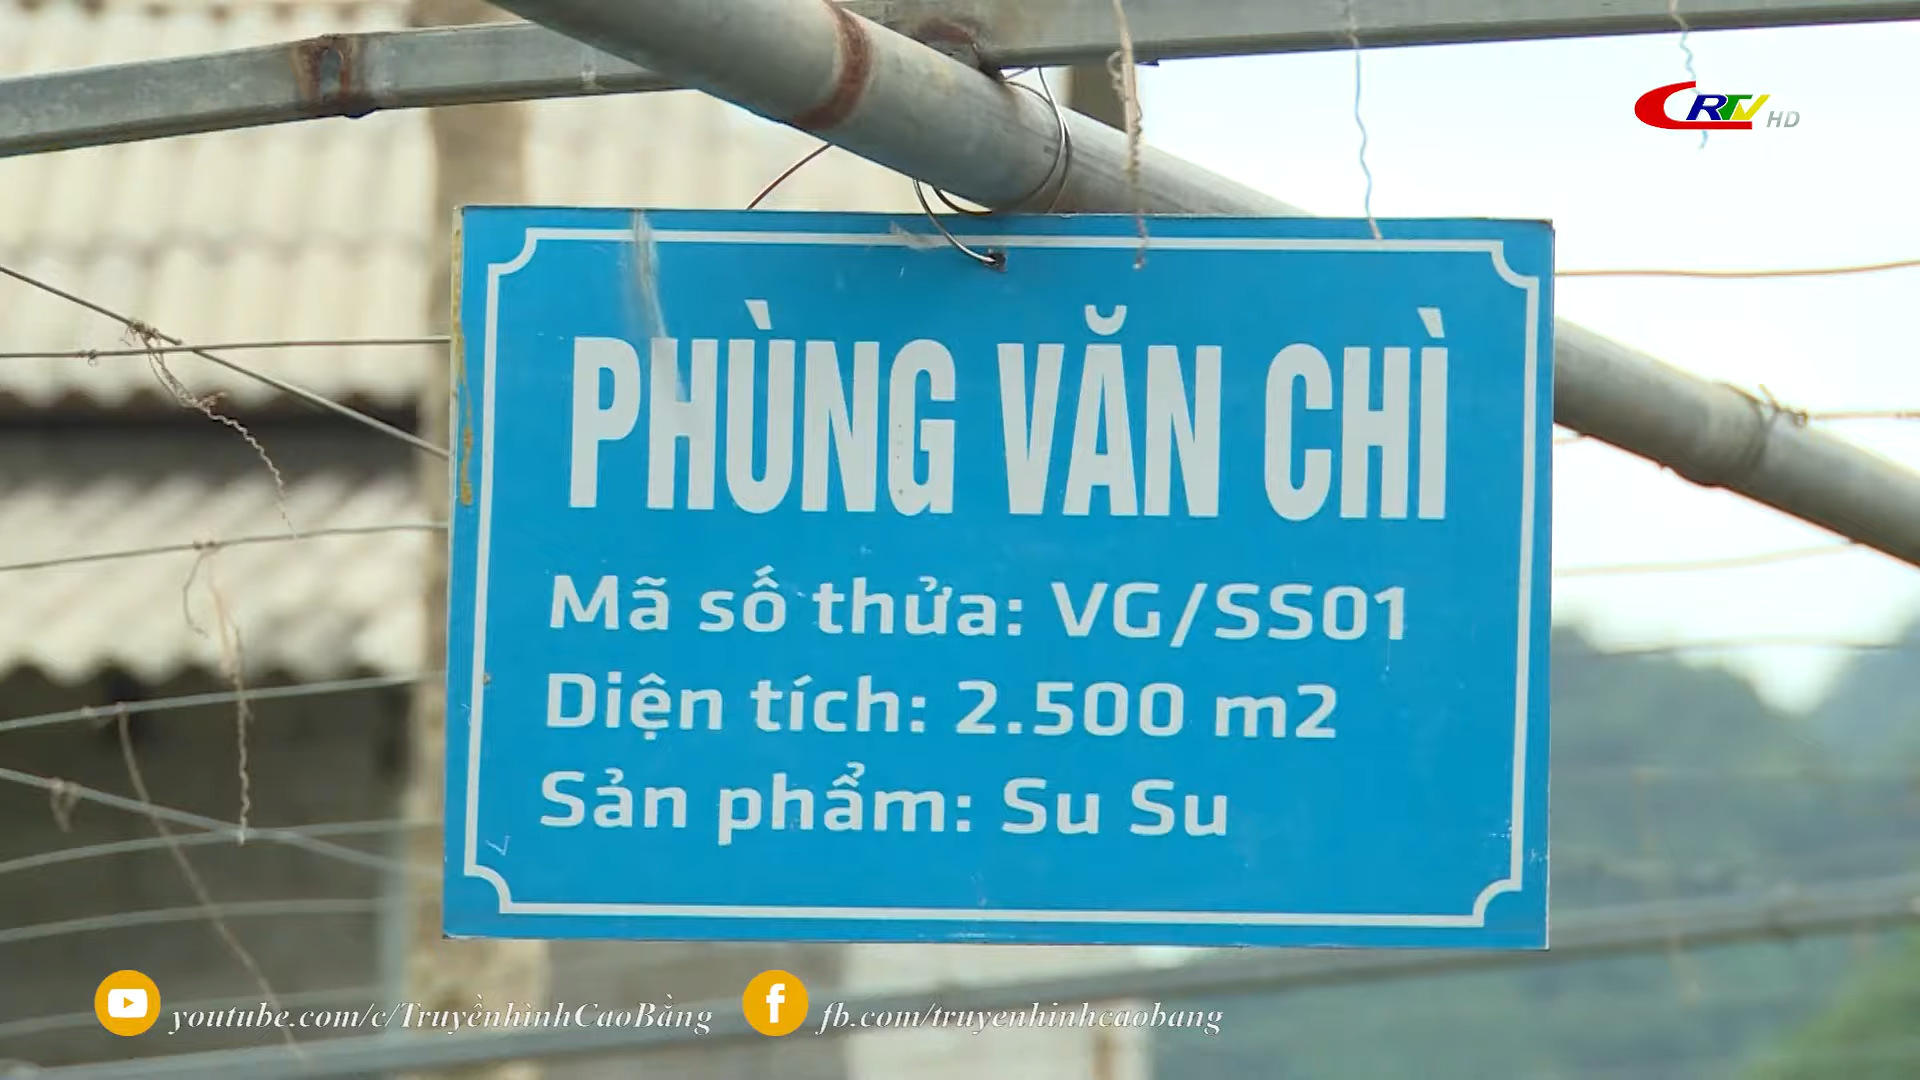 CRTV HD
PHÙNG VĂN CHÌ
Mã số thửa: VG/SS01
Diện tích: 2.500 m2
Sản phẩm: Su Su
youtube.com/c/TruyềnhìnhCaoBằng fb.com/truyenhinhcaobang